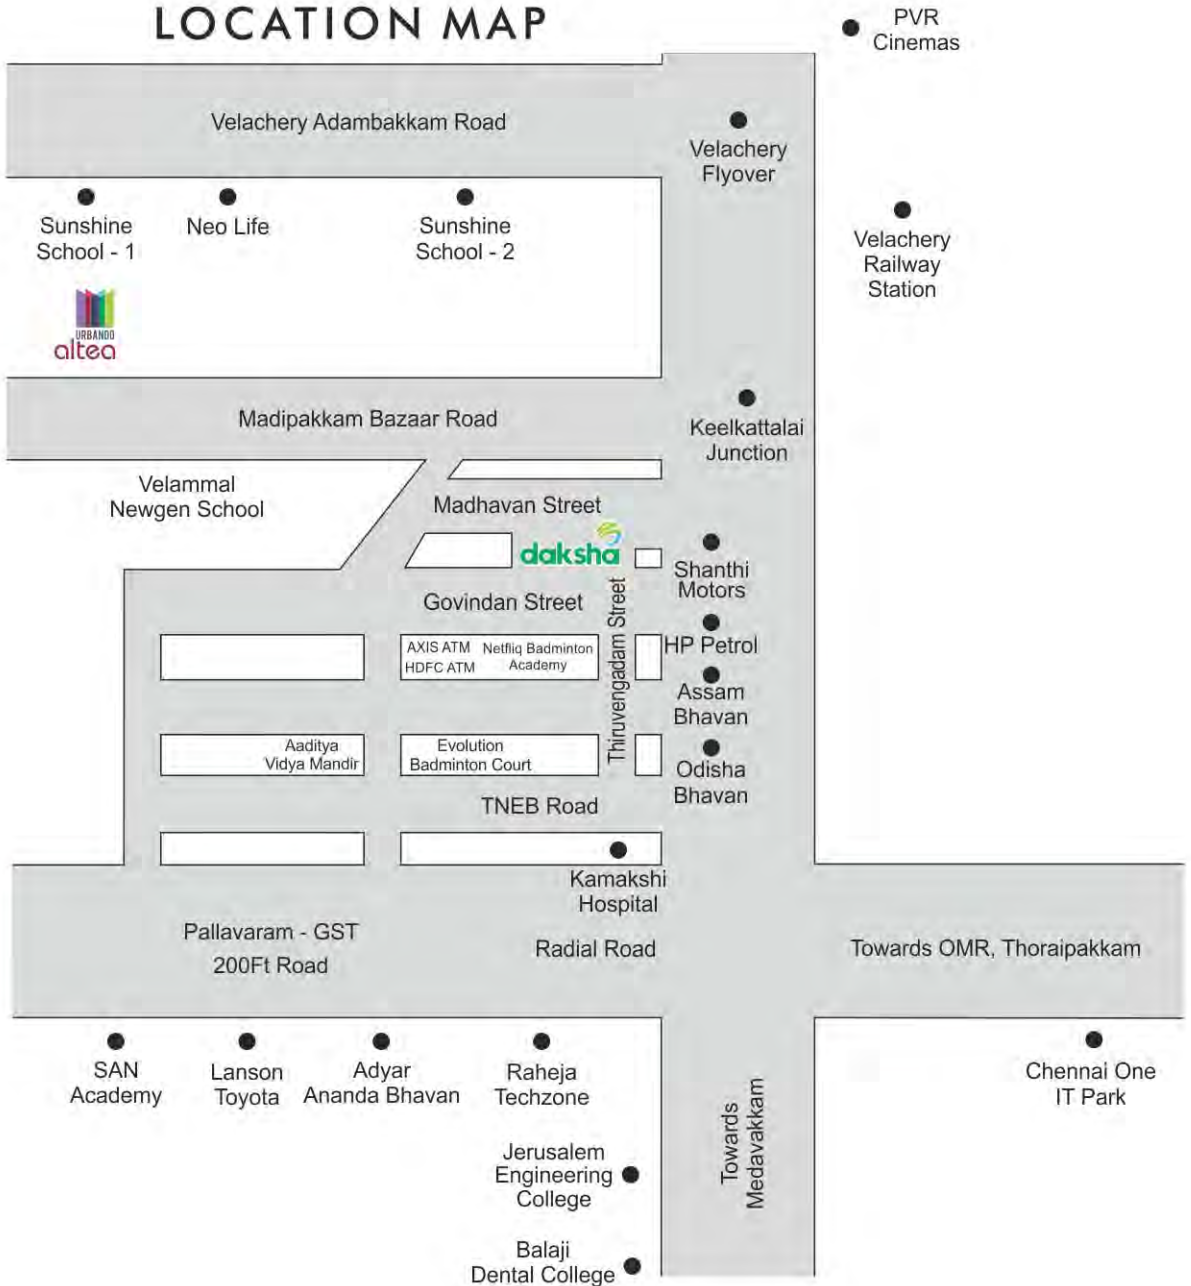 LOCATION MAP
PVR
Cinemas
Velachery Adambakkam Road
Velachery
Flyover
Sunshine
School - 1
Neo Life
Sunshine
School - 2
Velachery
Railway
Station
URBANDO
altea
Madipakkam Bazaar Road
Keelkattalai
Junction
Velammal
Newgen School
Madhavan Street
daksha
Shanthi
Motors
Govindan Street
Thiruvengadam Street
AXIS ATM
HDFC ATM
Netfliq Badminton
Academy
HP Petrol
Assam
Bhavan
Aaditya
Vidya Mandir
Evolution
Badminton Court
Odisha
Bhavan
TNEB Road
Kamakshi
Hospital
Pallavaram - GST
200Ft Road
Radial Road
Towards OMR, Thoraipakkam
SAN
Academy
Lanson
Toyota
Adyar
Ananda Bhavan
Raheja
Techzone
Chennai One
IT Park
Towards
Medavakkam
Jerusalem
Engineering
College
Balaji
Dental College